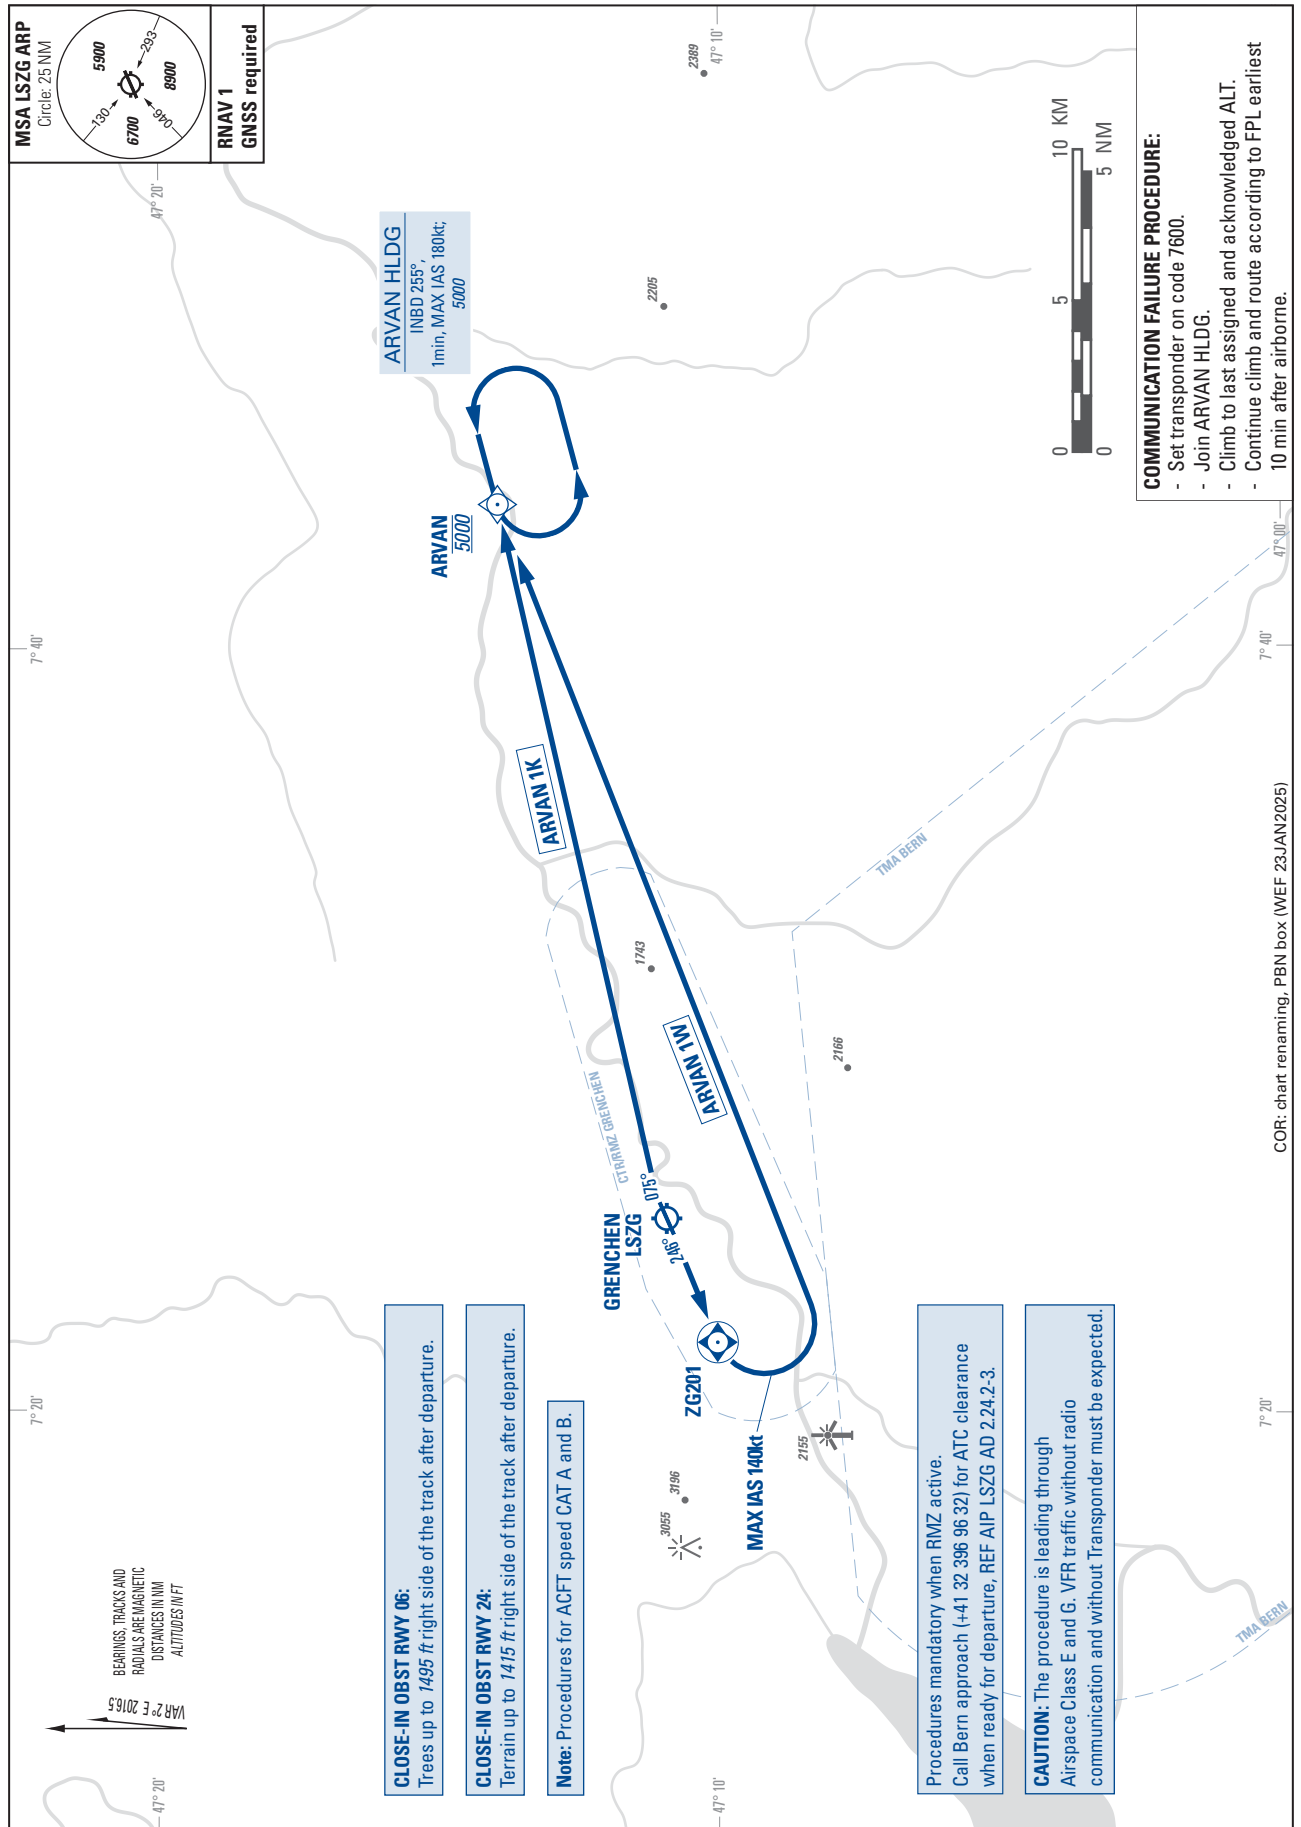 BEARINGS, TRACKS AND
RADIALS ARE MAGNETIC
DISTANCES IN NM
ALTITUDES IN FT
VAR 2° E 2016.5
MSA LSZG ARP
Circle: 25 NM
130
293
046
5900
6700
8900
RNAV 1
GNSS required
47° 20'
7° 20'
7° 40'
47° 20'
CLOSE-IN OBST RWY 06:
Trees up to 1495 ft right side of the track after departure.
CLOSE-IN OBST RWY 24:
Terrain up to 1415 ft right side of the track after departure.
Note: Procedures for ACFT speed CAT A and B.
ARVAN HLDG
INBD 255°,
1min, MAX IAS 180kt;
5000
ARVAN
5000
ARVAN 1K
CTR/RMZ GRENCHEN
GRENCHEN
LSZG
075°
246°
ZG201
1743
2205
2389
ARVAN 1W
3055
3196
MAX IAS 140kt
2155
2166
47° 10'
47° 10'
TMA BERN
Procedures mandatory when RMZ active.
Call Bern approach (+41 32 396 96 32) for ATC clearance
when ready for departure, REF AIP LSZG AD 2.24.2-3.
CAUTION: The procedure is leading through
Airspace Class E and G. VFR traffic without radio
communication and without Transponder must be expected.
0
5
10 KM
0
5 NM
COMMUNICATION FAILURE PROCEDURE:
- Set transponder on code 7600.
- Join ARVAN HLDG.
- Climb to last assigned and acknowledged ALT.
- Continue climb and route according to FPL earliest
10 min after airborne.
TMA BERN
7° 20'
7° 40'
47° 00'
COR: chart renaming, PBN box (WEF 23JAN2025)